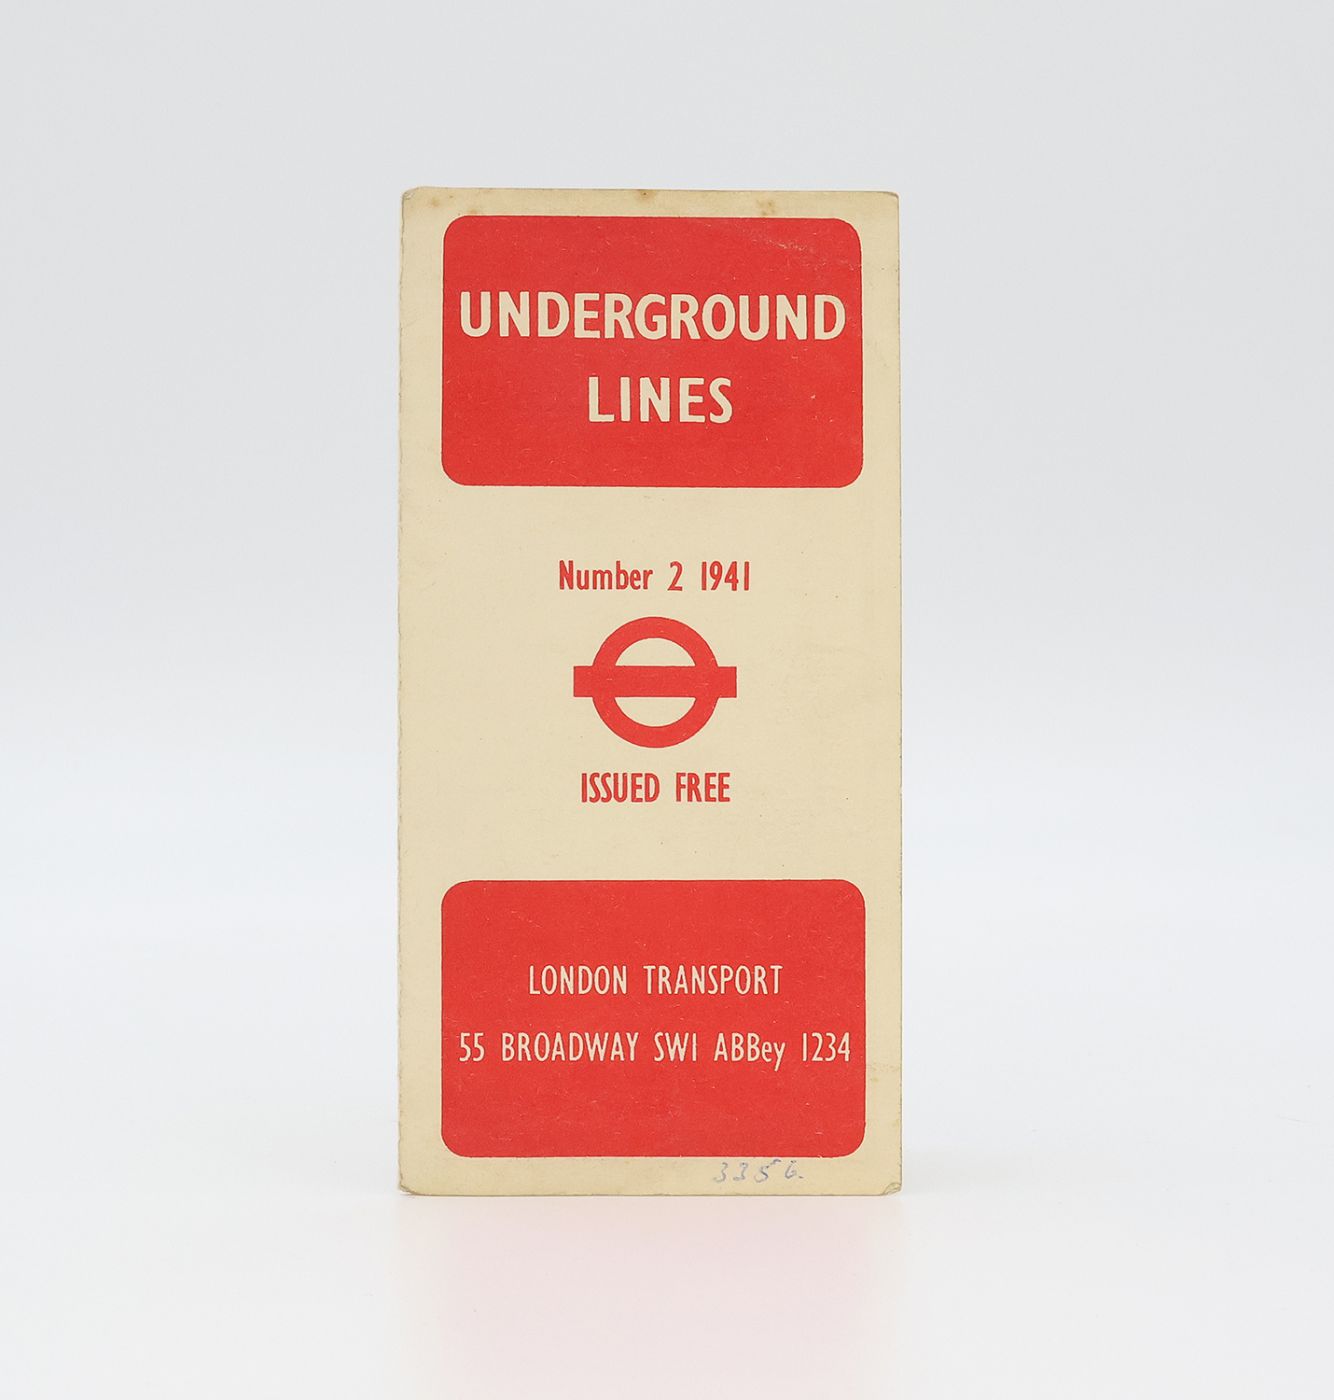 UNDERGROUND
LINES
Number 2 1941
ISSUED FREE
LONDON TRANSPORT
55 BROADWAY SW1 ABBey 1234
3356.